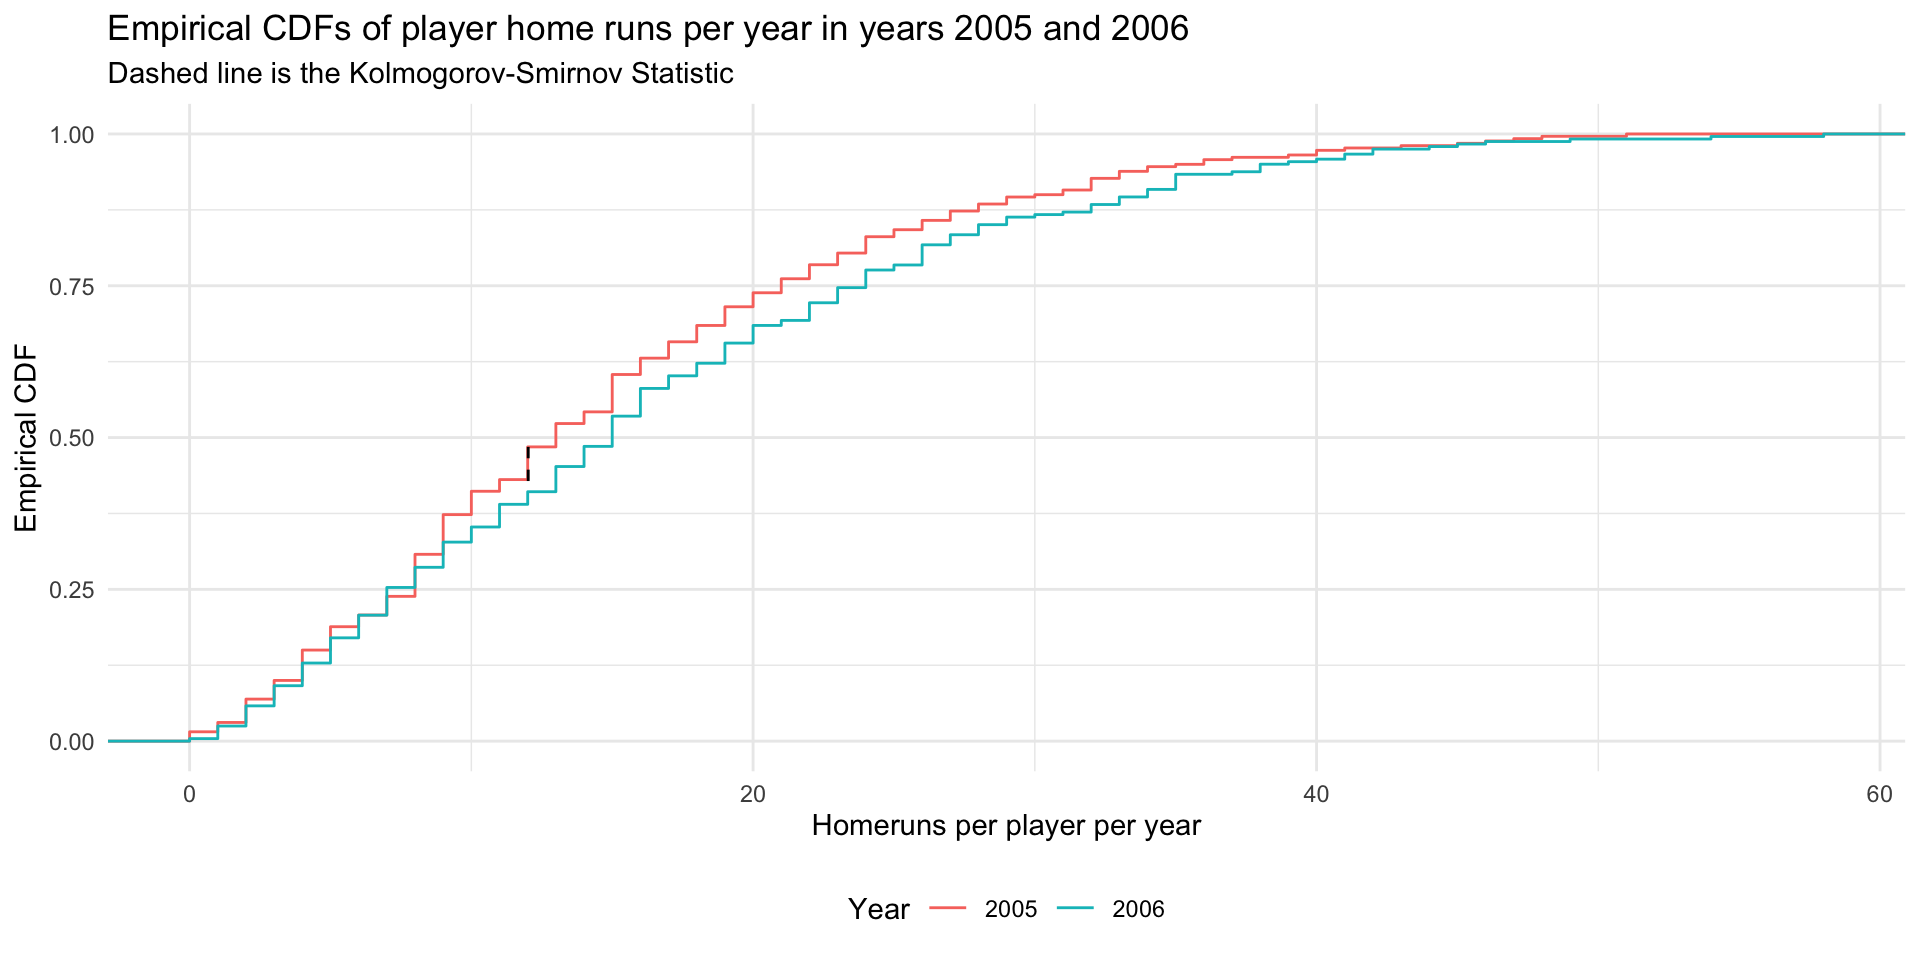 Empirical CDFs of player home runs per year in years 2005 and 2006
Dashed line is the Kolmogorov-Smirnov Statistic
Empirical CDF
1.00
0.75
0.50
0.25
0.00
0 20 40 60
Homeruns per player per year
Year 2005 2006